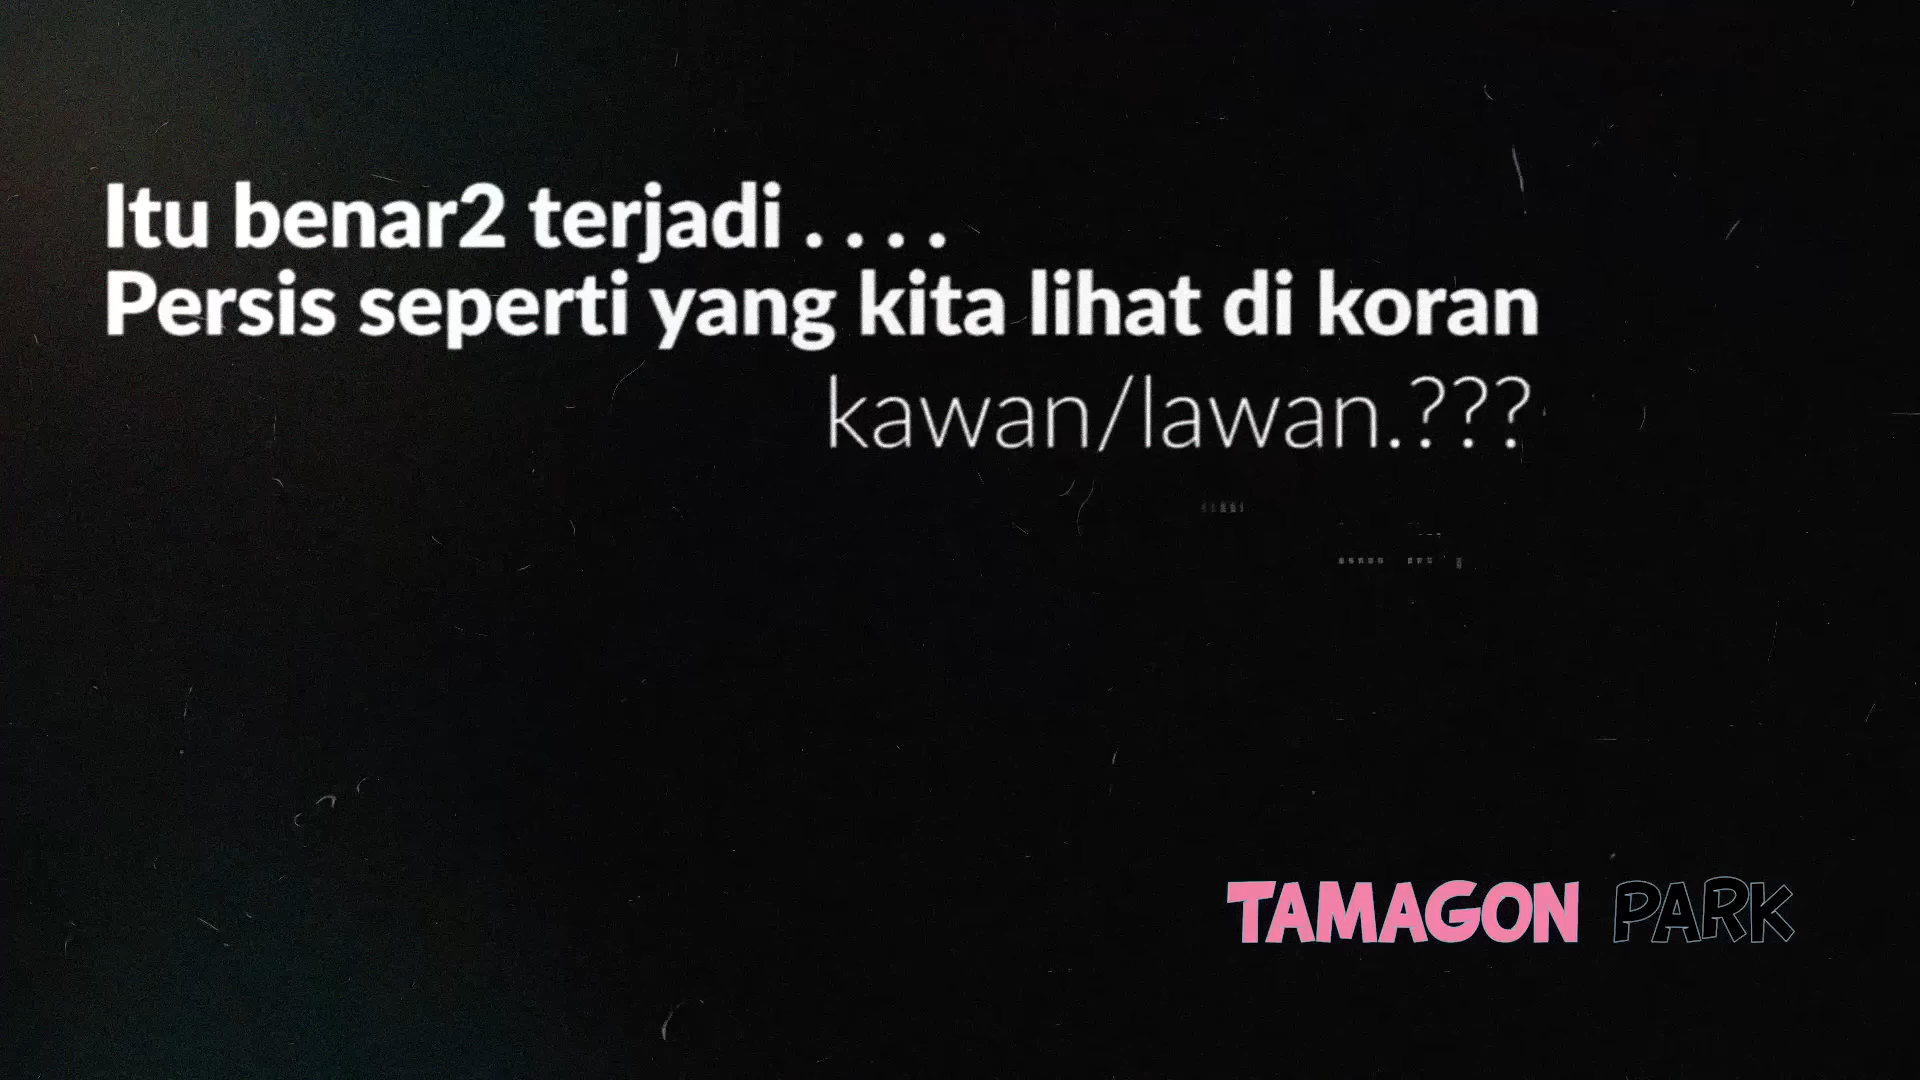 Itu benar2 terjadi . . . .
Persis seperti yang kita lihat di koran
kawan/lawan.???
TAMAGON PARK